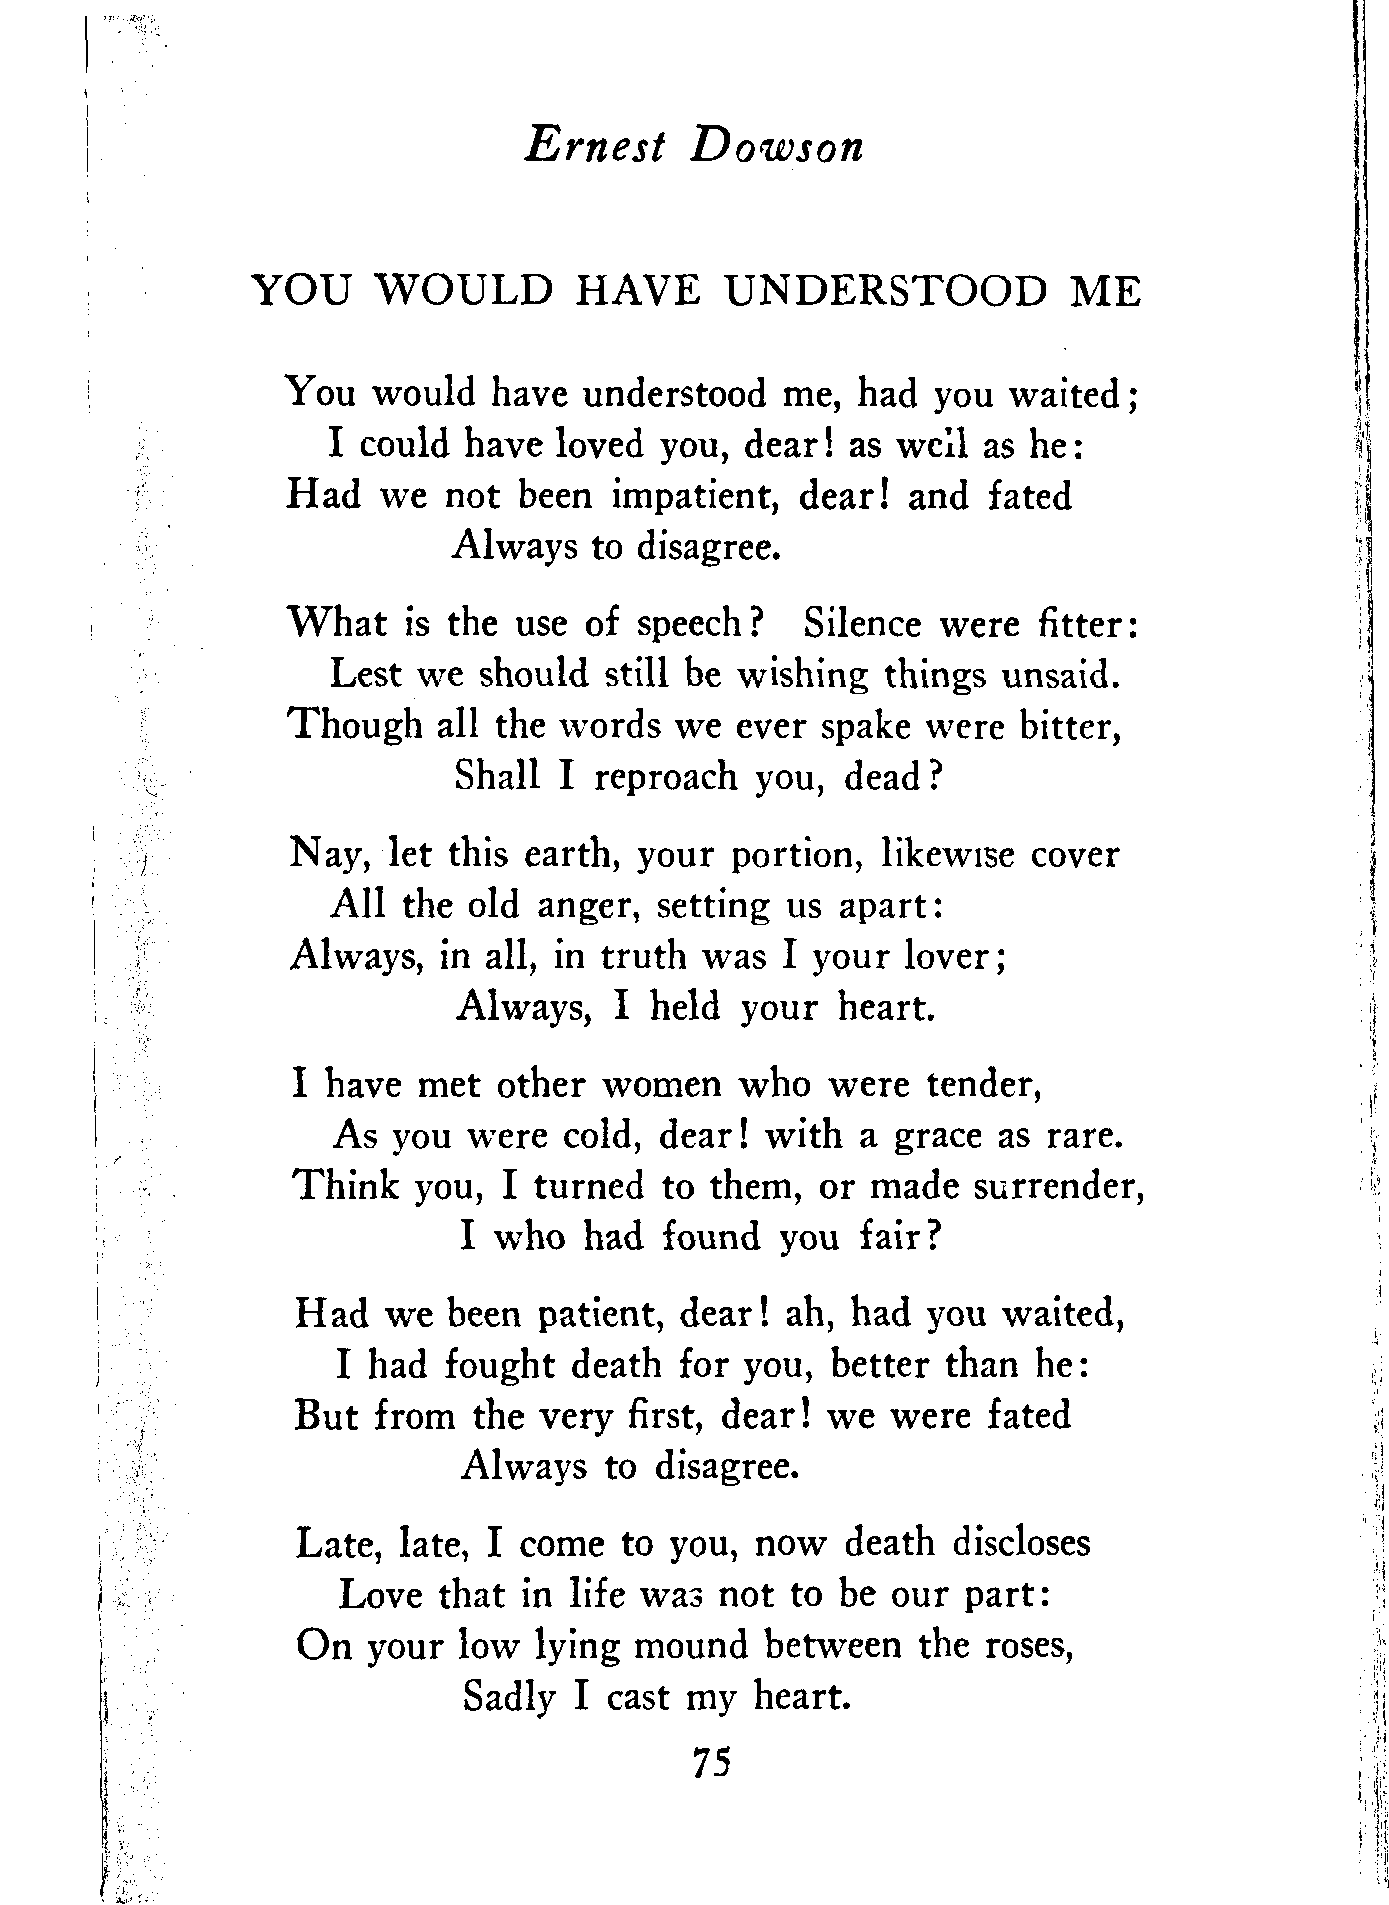 Ernest Dowson
YOU WOULD HAVE UNDERSTOOD ME
You would have understood me, had you waited;
I could have loved you, dear! as well as he:
Had we not been impatient, dear! and fated
Always to disagree.
What is the use of speech? Silence were fitter:
Lest we should still be wishing things unsaid.
Though all the words we ever spake were bitter,
Shall I reproach you, dead?
Nay, let this earth, your portion, likewise cover
All the old anger, setting us apart:
Always, in all, in truth was I your lover;
Always, I held your heart.
I have met other women who were tender,
As you were cold, dear! with a grace as rare.
Think you, I turned to them, or made surrender,
I who had found you fair?
Had we been patient, dear! ah, had you waited,
I had fought death for you, better than he:
But from the very first, dear! we were fated
Always to disagree.
Late, late, I come to you, now death discloses
Love that in life was not to be our part:
On your low lying mound between the roses,
Sadly I cast my heart.
75